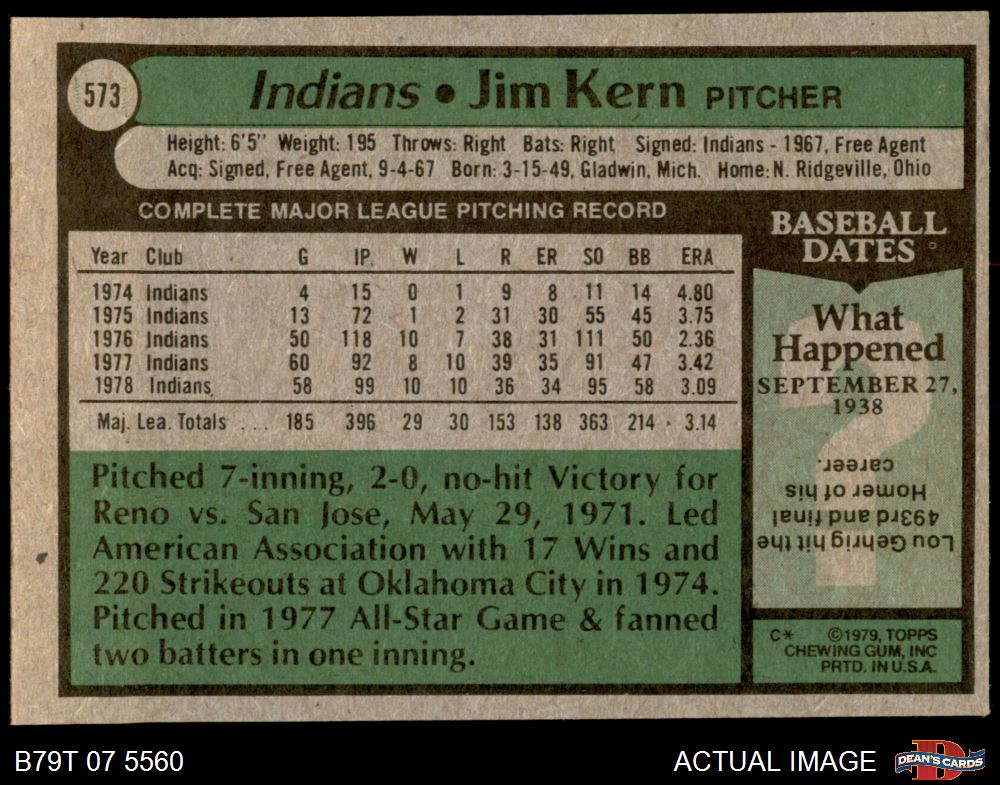 573
Indians • Jim Kern PITCHER
Height: 6'5" Weight: 195 Throws: Right Bats: Right Signed: Indians - 1967, Free Agent
Acq: Signed, Free Agent, 9-4-67 Born: 3-15-49, Gladwin, Mich. Home: N. Ridgeville, Ohio
COMPLETE MAJOR LEAGUE PITCHING RECORD
Year Club G IP. W L R ER SO BB ERA
1974 Indians 4 15 0 1 9 8 11 14 4.80
1975 Indians 13 72 1 2 31 30 55 45 3.75
1976 Indians 50 118 10 7 38 31 111 50 2.36
1977 Indians 60 92 8 10 39 35 91 47 3.42
1978 Indians 58 99 10 10 36 34 95 58 3.09
Maj. Lea. Totals ... 185 396 29 30 153 138 363 214 3.14
Pitched 7-inning, 2-0, no-hit Victory for
Reno vs. San Jose, May 29, 1971. Led
American Association with 17 Wins and
220 Strikeouts at Oklahoma City in 1974.
Pitched in 1977 All-Star Game & fanned
two batters in one inning.
BASEBALL
DATES
What
Happened
SEPTEMBER 27,
1938
?
Lou Gehrig hit the
493rd and final
Homer of his
career.
C* ©1979, TOPPS
CHEWING GUM, INC
PRTD. IN U.S.A.
B79T 07 5560
ACTUAL IMAGE
D
DEAN'S CARDS